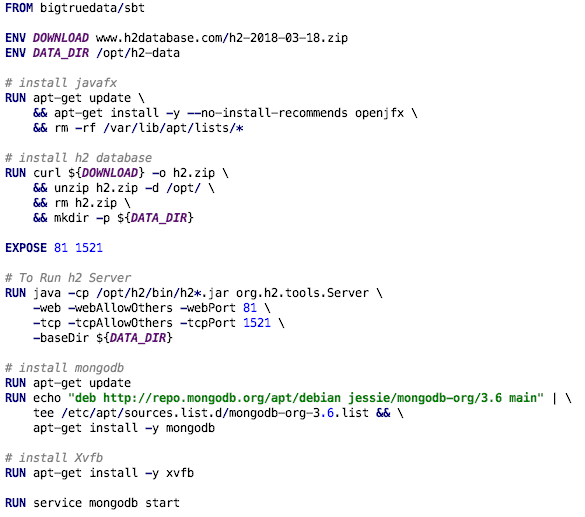 FROM bigtruedata/sbt
ENV DOWNLOAD www.h2database.com/h2-2018-03-18.zip
ENV DATA_DIR /opt/h2-data
# install javafx
RUN apt-get update \
    && apt-get install -y --no-install-recommends openjfx \
    && rm -rf /var/lib/apt/lists/*
# install h2 database
RUN curl ${DOWNLOAD} -o h2.zip \
    && unzip h2.zip -d /opt/ \
    && rm h2.zip \
    && mkdir -p ${DATA_DIR}
EXPOSE 81 1521
# To Run h2 Server
RUN java -cp /opt/h2/bin/h2*.jar org.h2.tools.Server \
    -web -webAllowOthers -webPort 81 \
    -tcp -tcpAllowOthers -tcpPort 1521 \
    -baseDir ${DATA_DIR}
# install mongodb
RUN apt-get update
RUN echo "deb http://repo.mongodb.org/apt/debian jessie/mongodb-org/3.6 main" | \
    tee /etc/apt/sources.list.d/mongodb-org-3.6.list && \
    apt-get install -y mongodb
# install Xvfb
RUN apt-get install -y xvfb
RUN service mongodb start